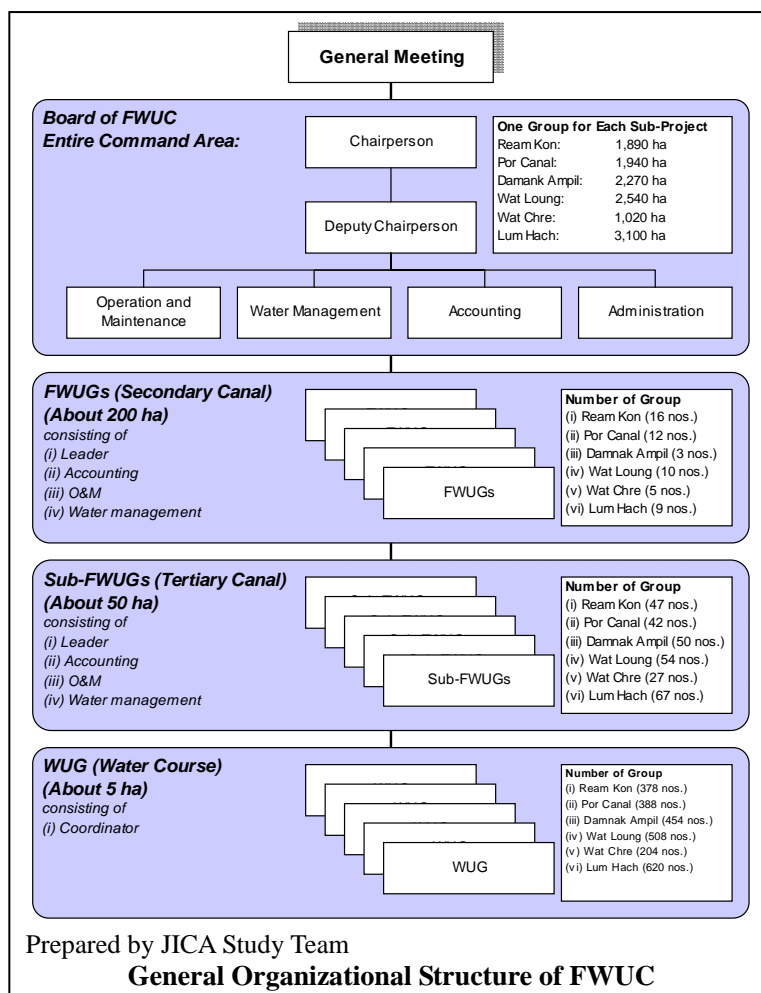 General Meeting
Board of FWUC
Entire Command Area:
Chairperson
One Group for Each Sub-Project
Ream Kon: 1,890 ha
Por Canal: 1,940 ha
Damank Ampil: 2,270 ha
Wat Loung: 2,540 ha
Wat Chre: 1,020 ha
Lum Hach: 3,100 ha
Deputy Chairperson
Operation and
Maintenance
Water Management
Accounting
Administration
FWUGs (Secondary Canal)
(About 200 ha)
consisting of
(i) Leader
(ii) Accounting
(iii) O&M
(iv) Water management
FWUGs
Number of Group
(i) Ream Kon (16 nos.)
(ii) Por Canal (12 nos.)
(iii) Damnak Ampil (3 nos.)
(iv) Wat Loung (10 nos.)
(v) Wat Chre (5 nos.)
(vi) Lum Hach (9 nos.)
Sub-FWUGs (Tertiary Canal)
(About 50 ha)
consisting of
(i) Leader
(ii) Accounting
(iii) O&M
(iv) Water management
Sub-FWUGs
Number of Group
(i) Ream Kon (47 nos.)
(ii) Por Canal (42 nos.)
(iii) Damnak Ampil (50 nos.)
(iv) Wat Loung (54 nos.)
(v) Wat Chre (27 nos.)
(vi) Lum Hach (67 nos.)
WUG (Water Course)
(About 5 ha)
consisting of
(i) Coordinator
WUG
Number of Group
(i) Ream Kon (378 nos.)
(ii) Por Canal (388 nos.)
(iii) Damnak Ampil (454 nos.)
(iv) Wat Loung (508 nos.)
(v) Wat Chre (204 nos.)
(vi) Lum Hach (620 nos.)
Prepared by JICA Study Team
General Organizational Structure of FWUC